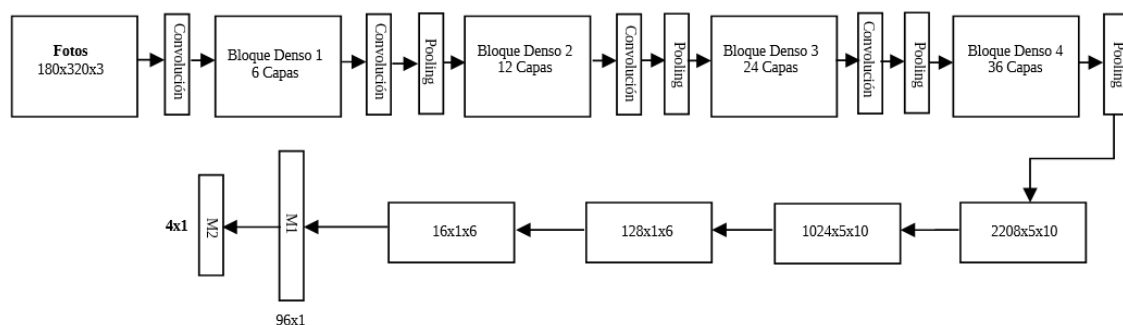 Fotos
180x320x3
Convolución
Bloque Denso 1
6 Capas
Convolución
Pooling
Bloque Denso 2
12 Capas
Convolución
Pooling
Bloque Denso 3
24 Capas
Convolución
Pooling
Bloque Denso 4
36 Capas
Pooling
4x1
M2
M1
96x1
16x1x6
128x1x6
1024x5x10
2208x5x10